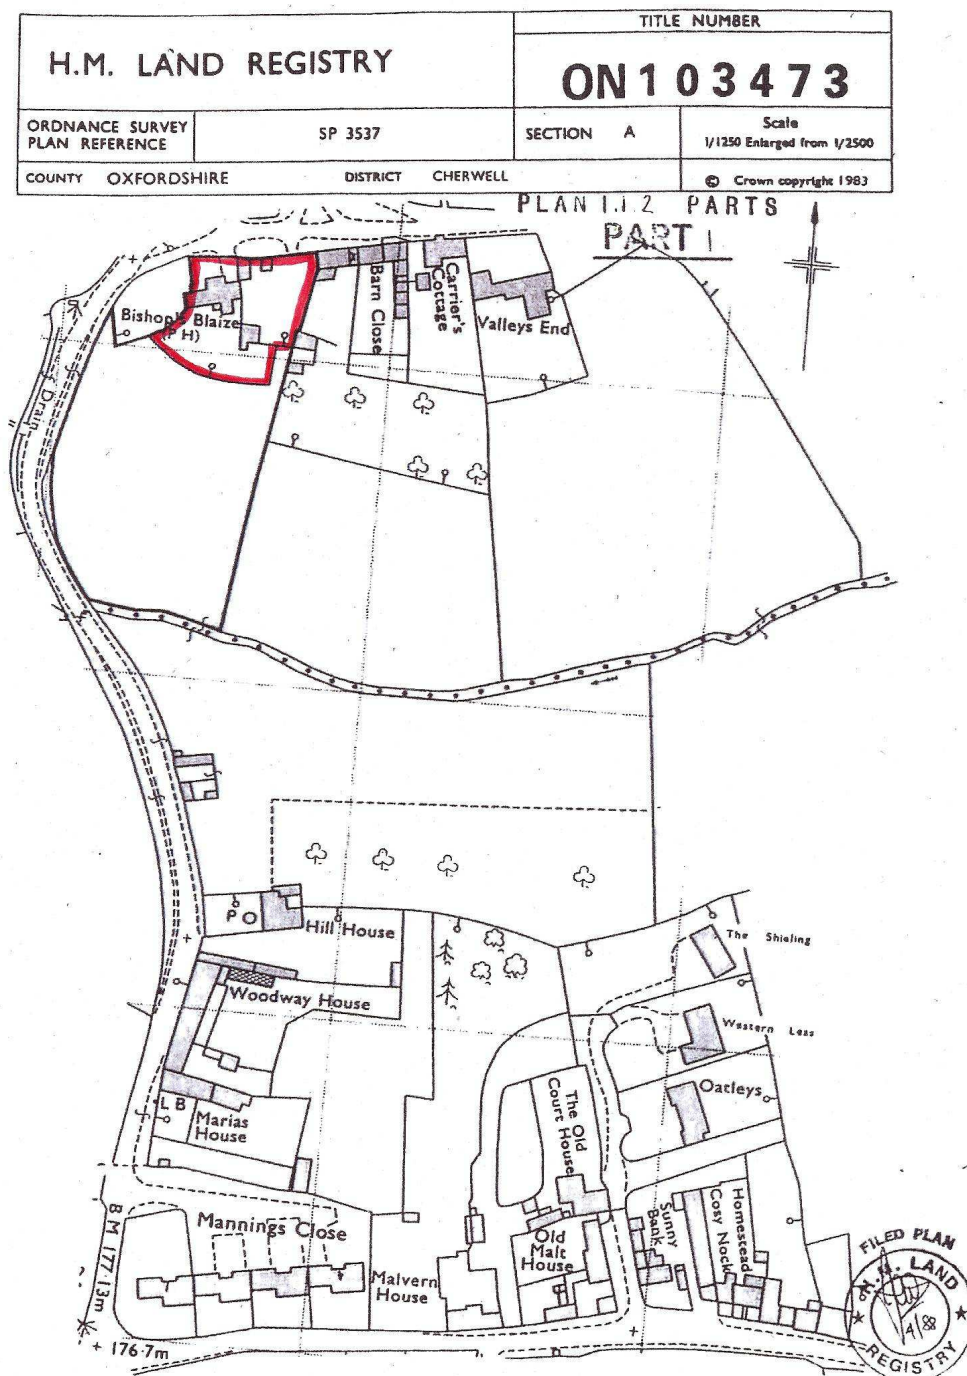 H.M. LAND REGISTRY
TITLE NUMBER
ON103473
ORDNANCE SURVEY
PLAN REFERENCE
SP 3537
SECTION A
Scale
1/1250 Enlarged from 1/2500
COUNTY OXFORDSHIRE
DISTRICT CHERWELL
© Crown copyright 1983
PLAN 1.1.2 PARTS
PART 1
Bishop's Blaize
(P H)
Barn Close
Carrier's
Cottage
Valleys End
Drain
P O
Hill House
Woodway House
L B
Marias
House
Mannings Close
B M 177·13m
176·7m
Malvern
House
Old
Malt
House
The Old
Court House
Sunny
Bank
Cosy Nock
Homestead
The Shieling
Western Leas
Oatleys
FILED PLAN
H.M. LAND
REGISTRY
/4/88